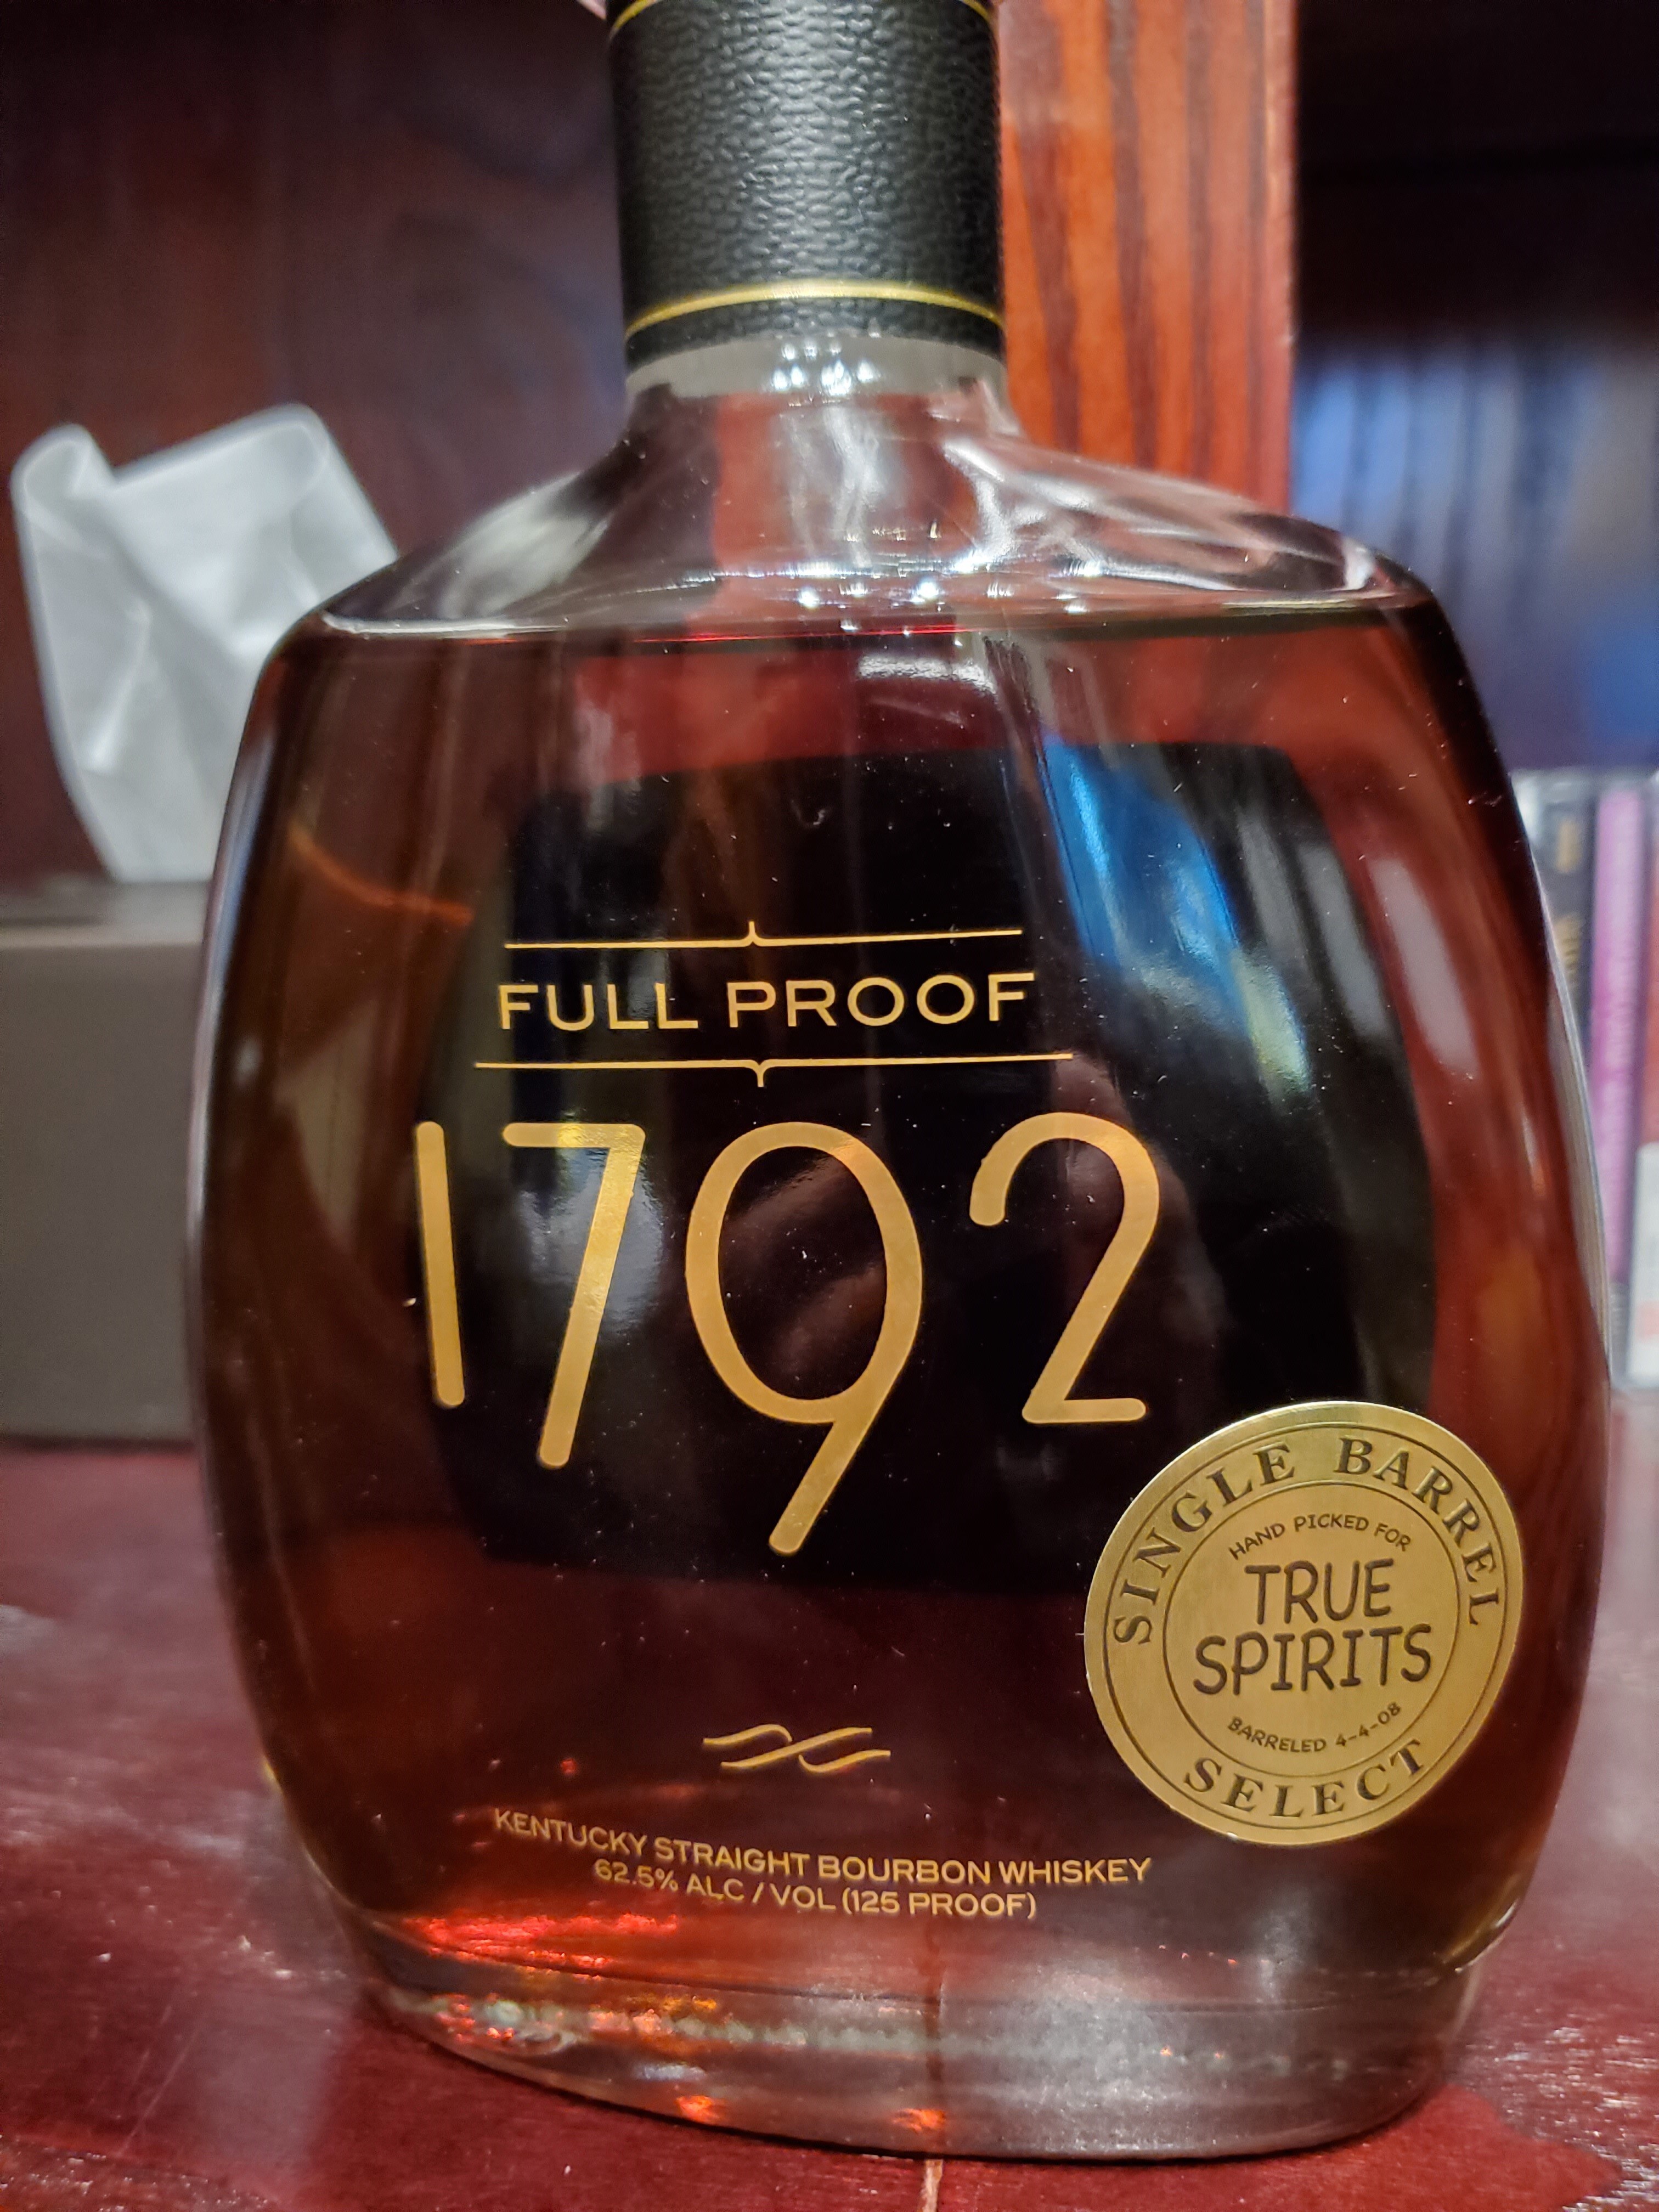 FULL PROOF
1792
SINGLE BARREL
HAND PICKED FOR
TRUE
SPIRITS
BARRELED 4-4-08
SELECT
KENTUCKY STRAIGHT BOURBON WHISKEY
62.5% ALC / VOL (125 PROOF)